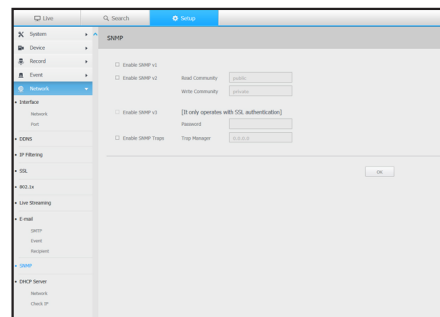 Live
Search
Setup
System
Device
Record
Event
Network
Interface
Network
Port
DDNS
IP Filtering
SSL
802.1x
Live Streaming
E-mail
SMTP
Event
Recipient
SNMP
DHCP Server
Network
Check IP
SNMP
Enable SNMP v1
Enable SNMP v2 Read Community public
Write Community private
Enable SNMP v3 [It only operates with SSL authentication]
Password
Enable SNMP Traps Trap Manager 0.0.0.0
OK